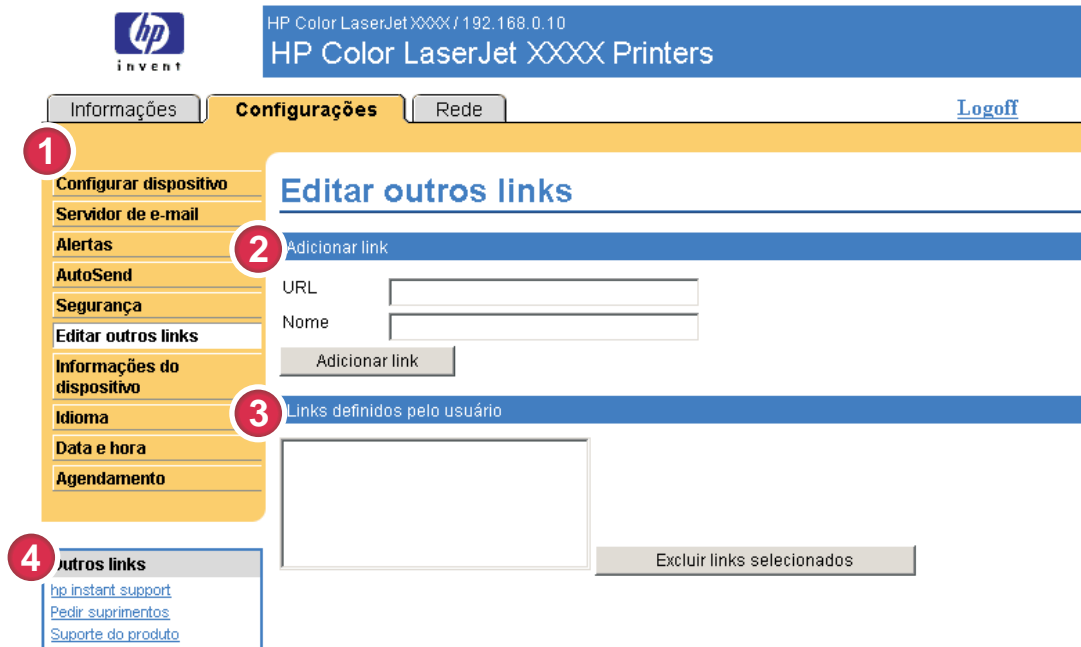 hp
invent
HP Color LaserJet XXXX / 192.168.0.10
HP Color LaserJet XXXX Printers
Informações
Configurações
Rede
Logoff
1
Configurar dispositivo
Servidor de e-mail
Alertas
AutoSend
Segurança
Editar outros links
Informações do
dispositivo
Idioma
Data e hora
Agendamento
Editar outros links
2
Adicionar link
URL
Nome
Adicionar link
3
Links definidos pelo usuário
Excluir links selecionados
4
Outros links
hp instant support
Pedir suprimentos
Suporte do produto